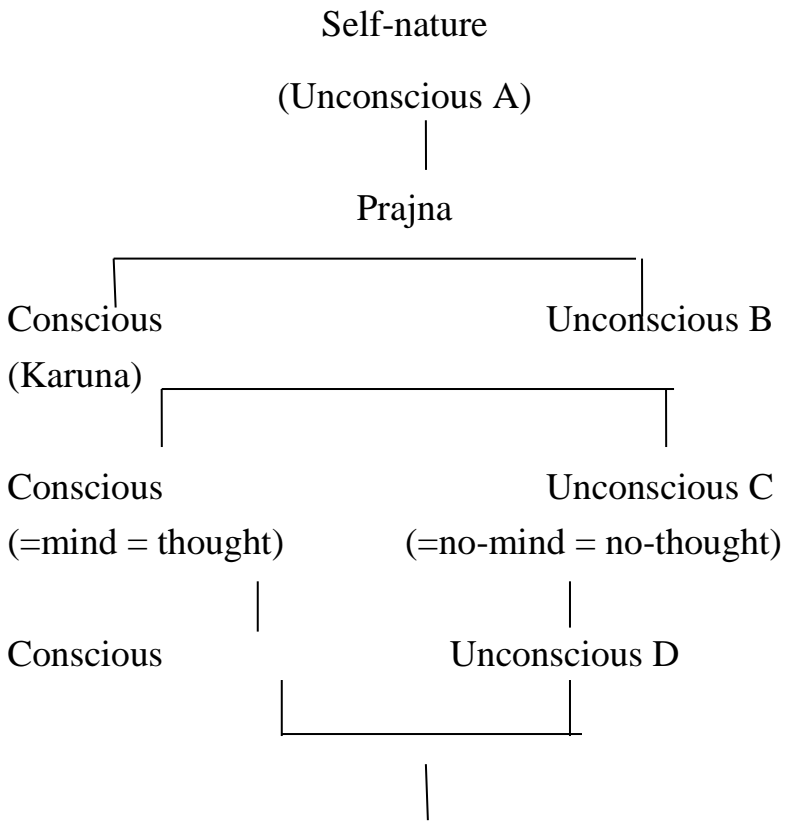 Self-nature
(Unconscious A)
Prajna
Conscious Unconscious B
(Karuna)
Conscious Unconscious C
(=mind = thought) (=no-mind = no-thought)
Conscious Unconscious D